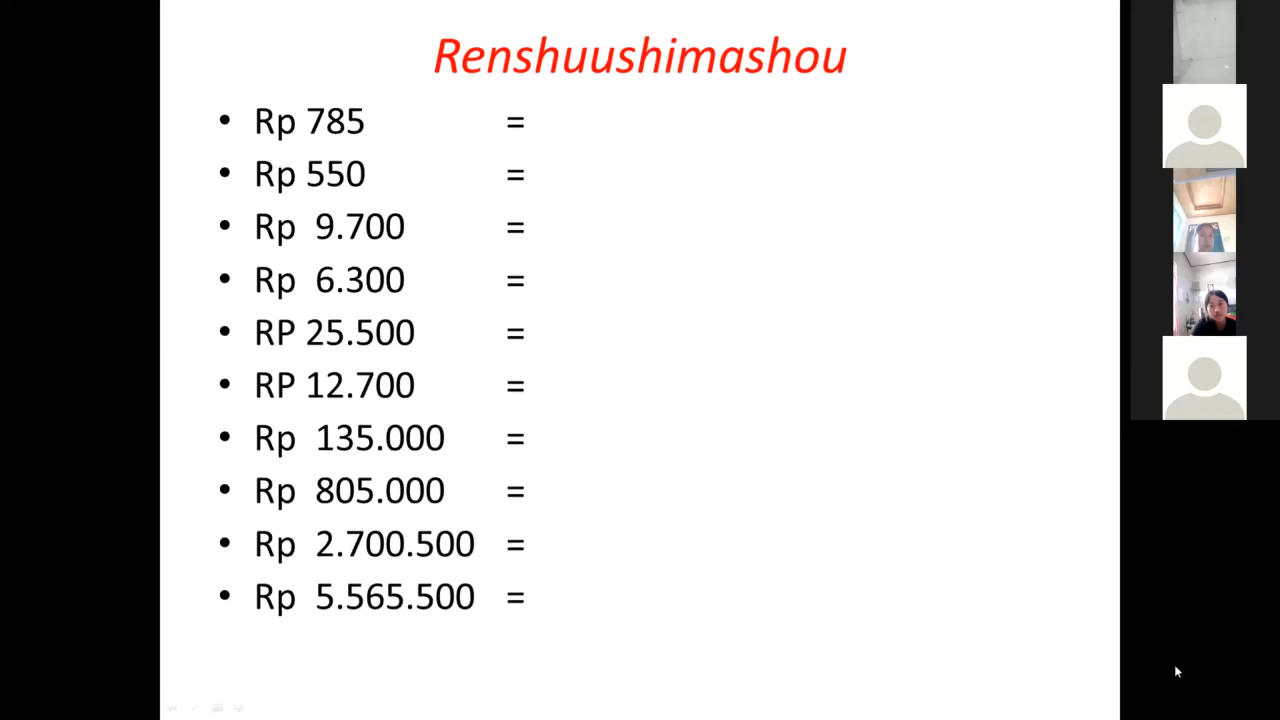 Renshuushimashou
• Rp 785 =
• Rp 550 =
• Rp 9.700 =
• Rp 6.300 =
• RP 25.500 =
• RP 12.700 =
• Rp 135.000 =
• Rp 805.000 =
• Rp 2.700.500 =
• Rp 5.565.500 =